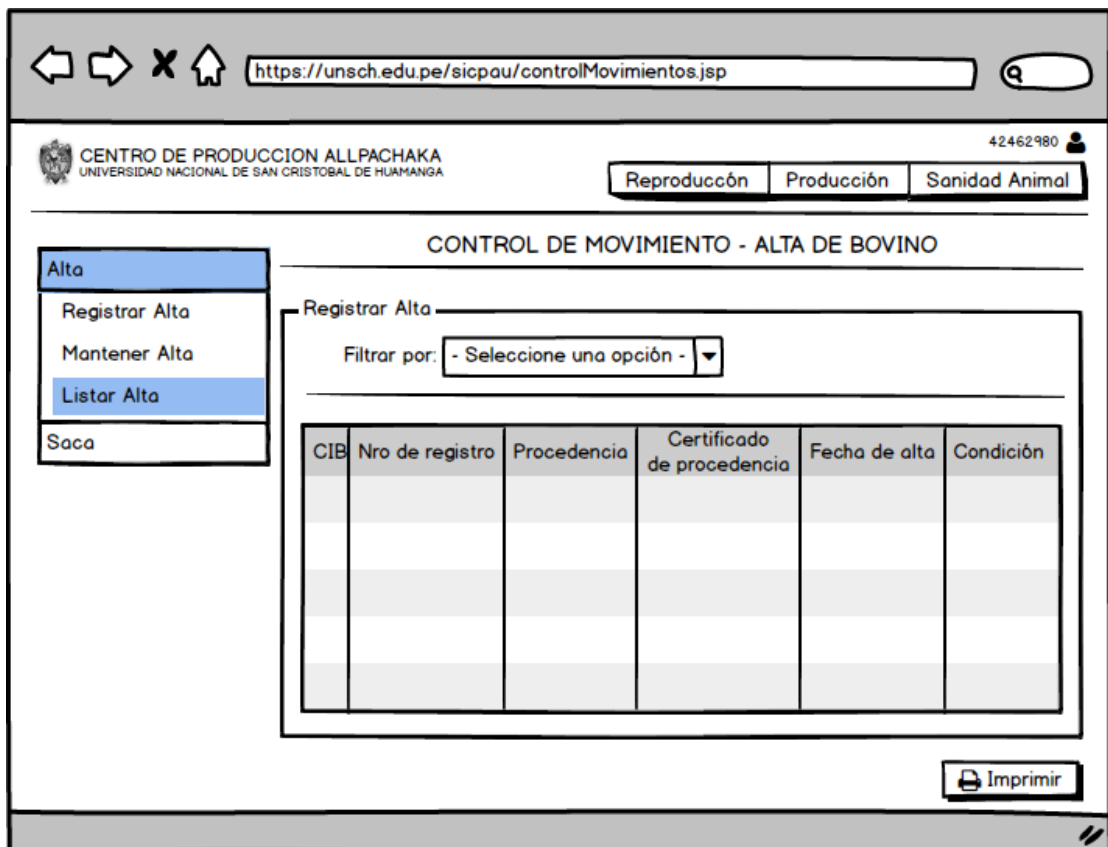 https://unsch.edu.pe/sicpau/controlMovimientos.jsp
42462980
CENTRO DE PRODUCCION ALLPACHAKA
UNIVERSIDAD NACIONAL DE SAN CRISTOBAL DE HUAMANGA
Reproduccón Producción Sanidad Animal
CONTROL DE MOVIMIENTO - ALTA DE BOVINO
Alta
Registrar Alta
Mantener Alta
Listar Alta
Saca
Registrar Alta
Filtrar por: - Seleccione una opción -
CIB Nro de registro Procedencia Certificado de procedencia Fecha de alta Condición
Imprimir